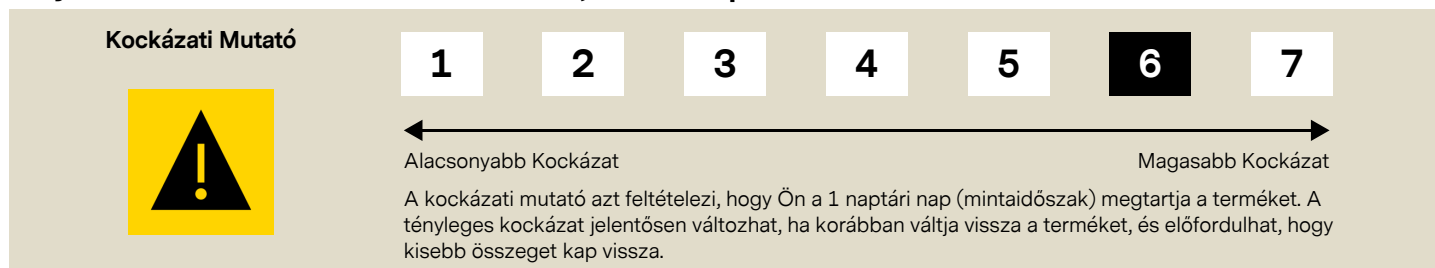 Kockázati Mutató
1 2 3 4 5 6 7
Alacsonyabb Kockázat Magasabb Kockázat
A kockázati mutató azt feltételezi, hogy Ön a 1 naptári nap (mintaidőszak) megtartja a terméket. A
tényleges kockázat jelentősen változhat, ha korábban váltja vissza a terméket, és előfordulhat, hogy
kisebb összeget kap vissza.